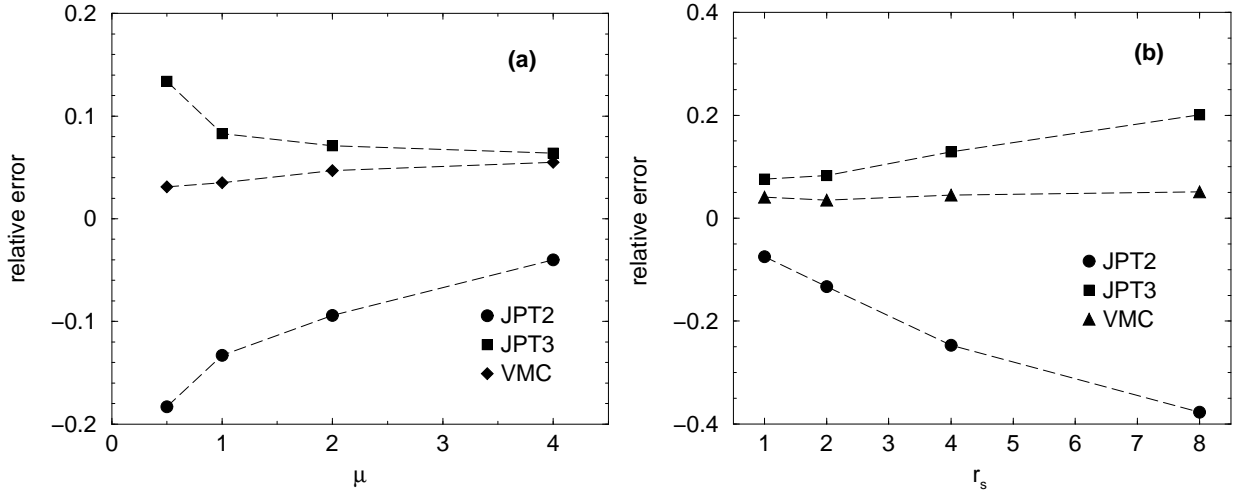 (a)
relative error
0.2
0.1
0
−0.1
−0.2
0 1 2 3 4
μ
JPT2
JPT3
VMC
(b)
relative error
0.4
0.2
0
−0.2
−0.4
1 2 3 4 5 6 7 8
r_s
JPT2
JPT3
VMC